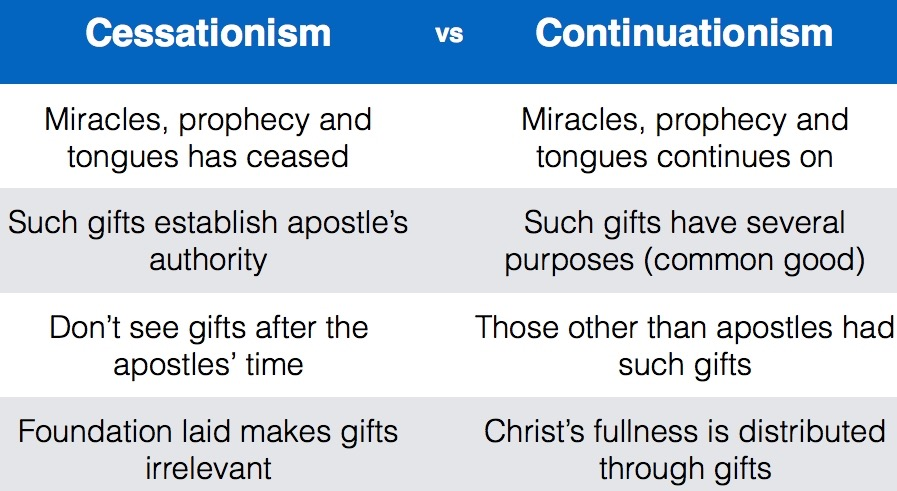 Cessationism vs Continuationism
Miracles, prophecy and
tongues has ceased
Miracles, prophecy and
tongues continues on
Such gifts establish apostle’s
authority
Such gifts have several
purposes (common good)
Don’t see gifts after the
apostles’ time
Those other than apostles had
such gifts
Foundation laid makes gifts
irrelevant
Christ’s fullness is distributed
through gifts